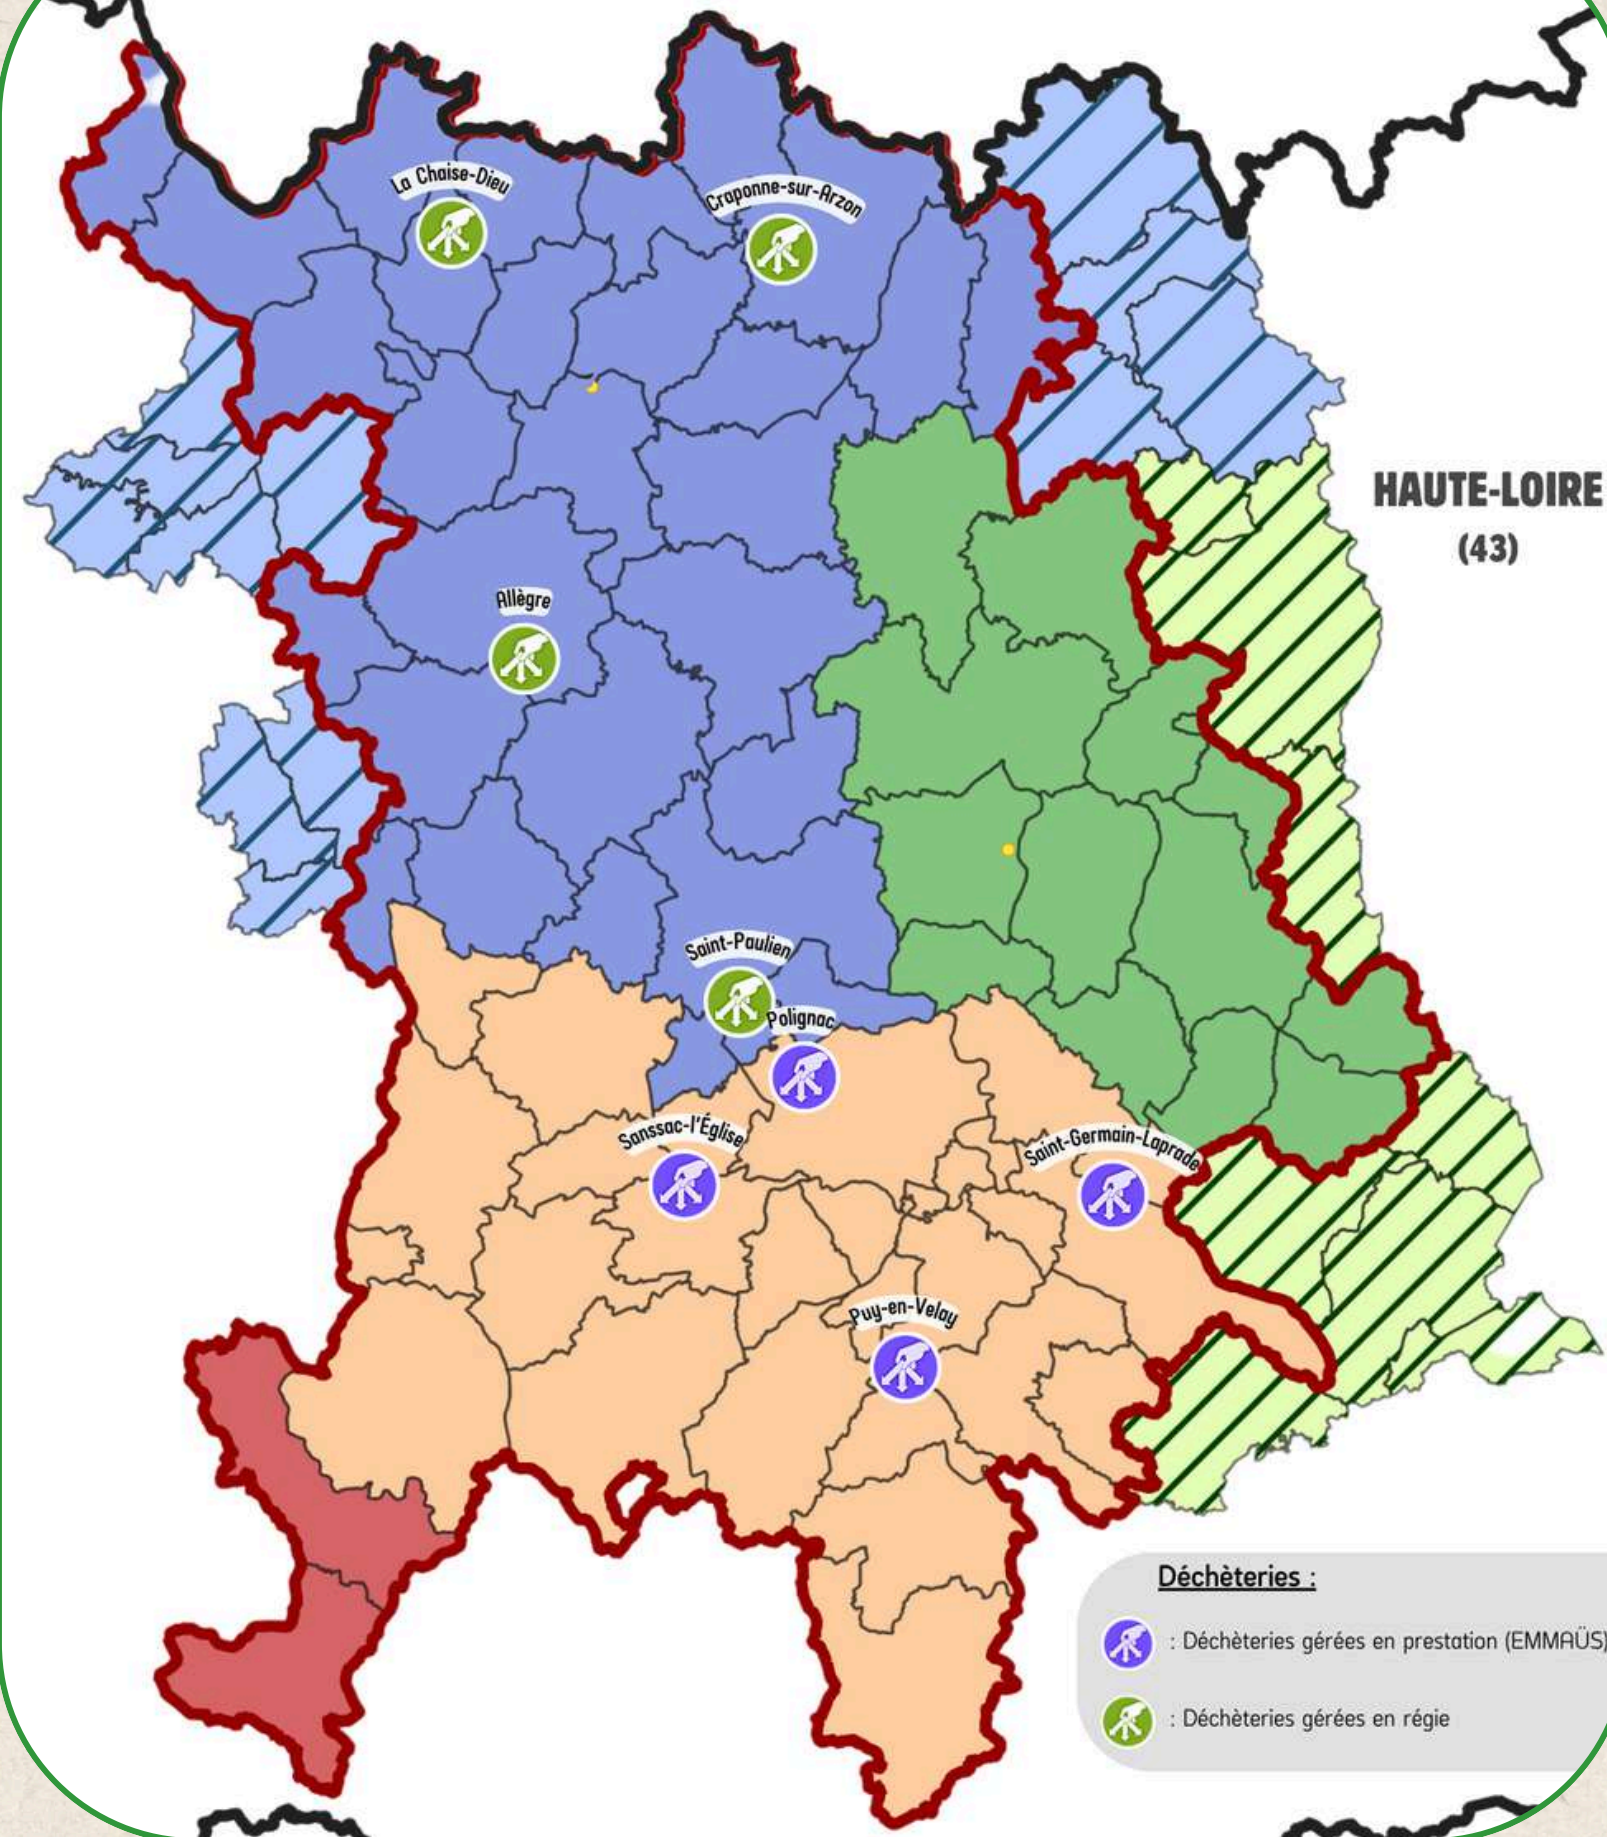 La Chaise-Dieu
Craponne-sur-Arzon
HAUTE-LOIRE
(43)
Allègre
Saint-Paulien
Polignac
Sanssac-l'Église
Saint-Germain-Laprade
Puy-en-Velay
Déchèteries :
: Déchèteries gérées en prestation (EMMAÜS)
: Déchèteries gérées en régie